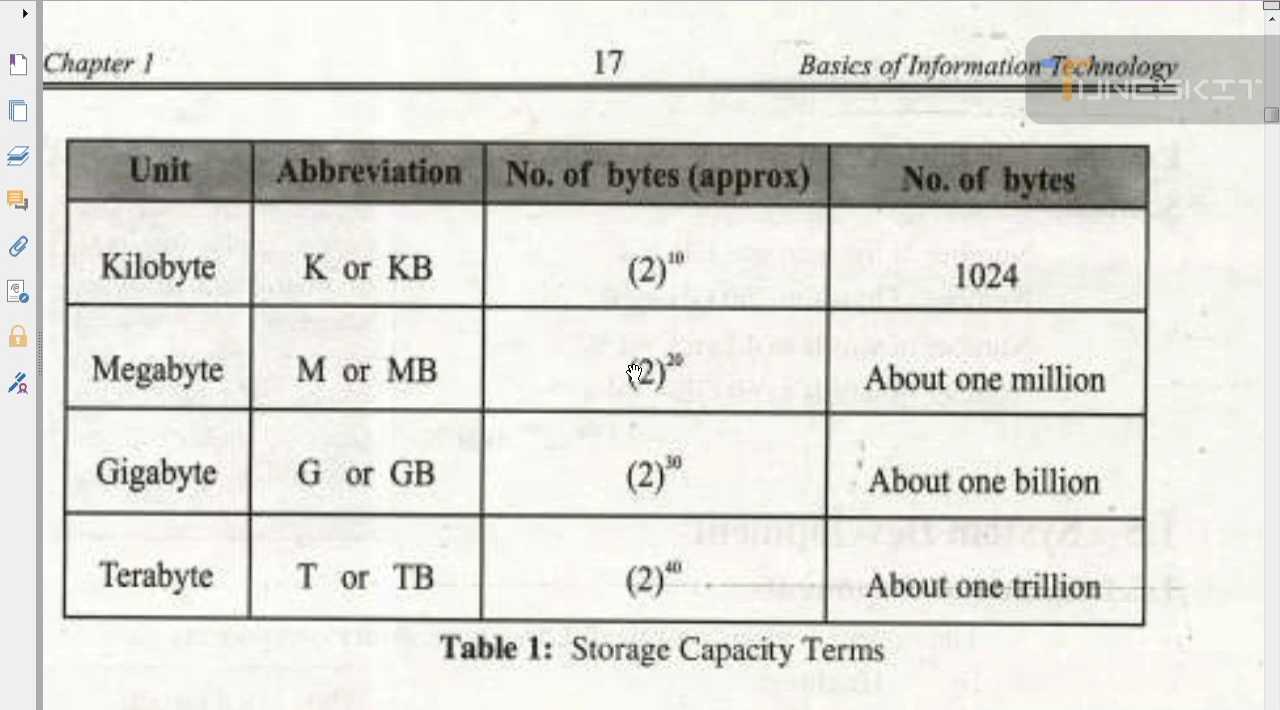 Chapter 1 17 Basics of Information Technology
TUNESKIT
Unit Abbreviation No. of bytes (approx) No. of bytes
Kilobyte K or KB (2)¹⁰ 1024
Megabyte M or MB (2)²⁰ About one million
Gigabyte G or GB (2)³⁰ About one billion
Terabyte T or TB (2)⁴⁰ About one trillion
Table 1: Storage Capacity Terms